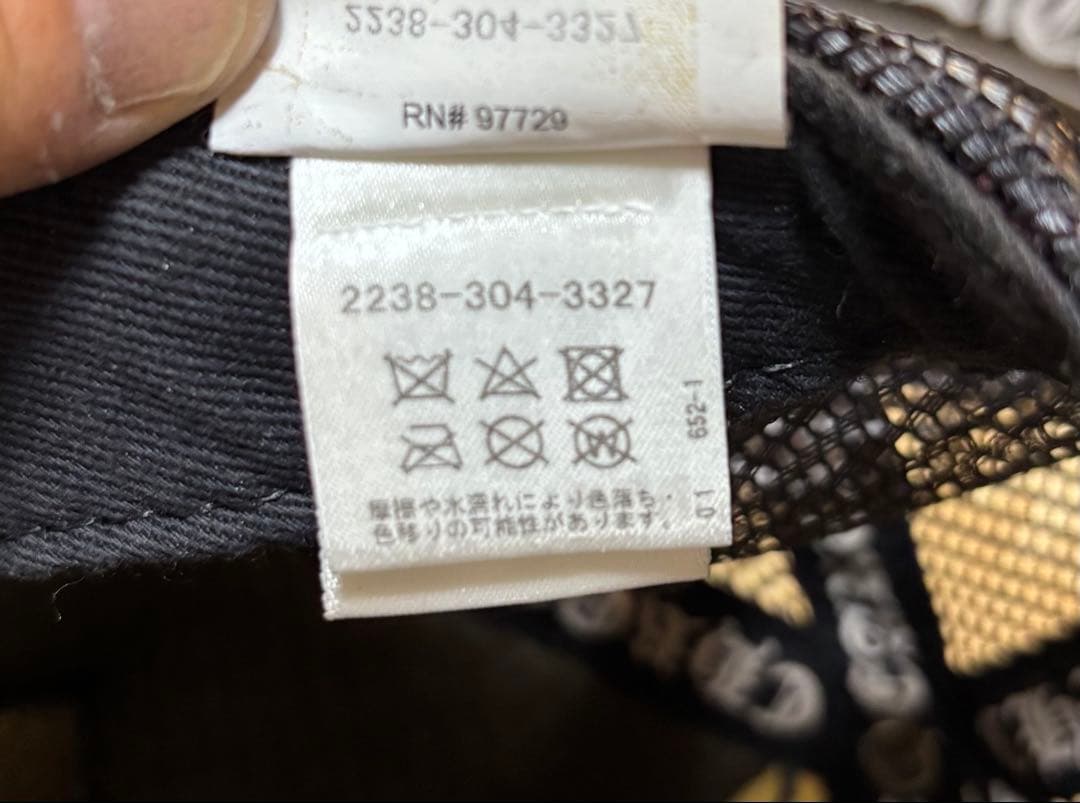 2238-304-3327
RN# 97729
2238-304-3327
摩擦や水濡れにより色落ち・
色移りの可能性があります。
652-1
01